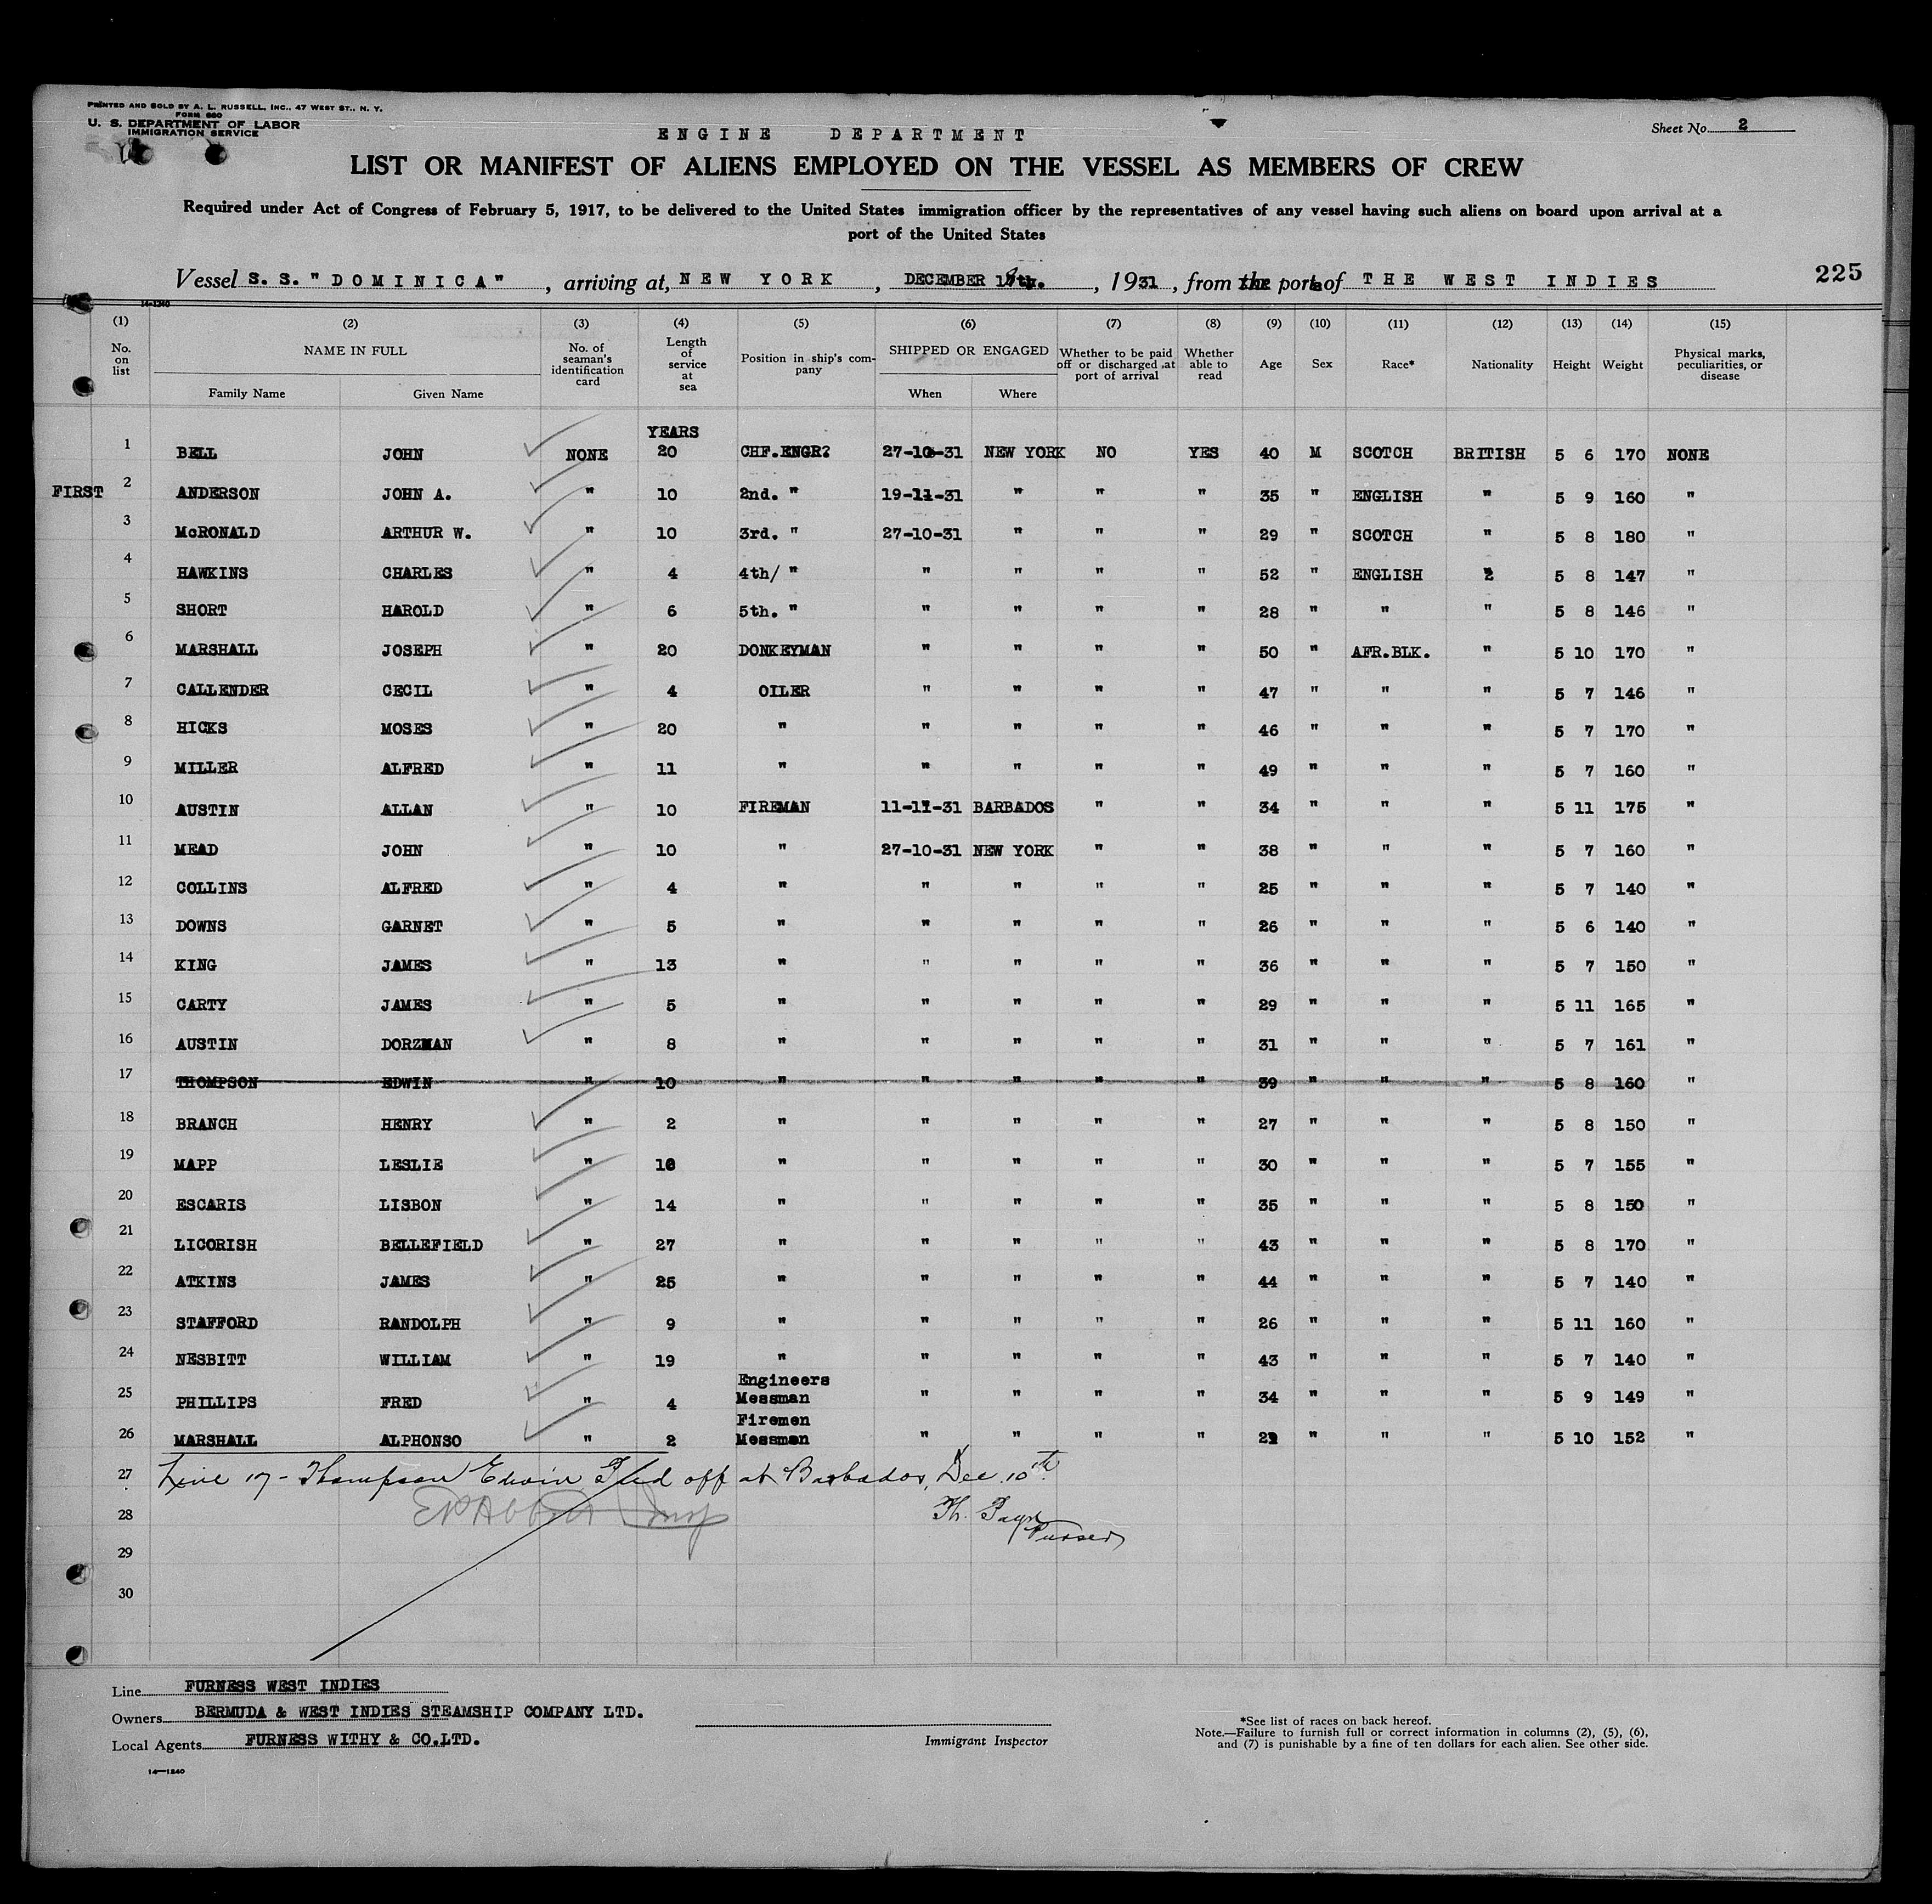 PRINTED AND SOLD BY A. L. RUSSELL, INC., 47 WEST ST., N. Y.
FORM 680
U. S. DEPARTMENT OF LABOR
IMMIGRATION SERVICE
ENGINE DEPARTMENT
Sheet No. 2
LIST OR MANIFEST OF ALIENS EMPLOYED ON THE VESSEL AS MEMBERS OF CREW
Required under Act of Congress of February 5, 1917, to be delivered to the United States immigration officer by the representatives of any vessel having such aliens on board upon arrival at a
port of the United States
Vessel S. S. "DOMINICA", arriving at, NEW YORK, DECEMBER 18th., 1931, from the ports of THE WEST INDIES
225
14-1240
(1) (2) (3) (4) (5) (6) (7) (8) (9) (10) (11) (12) (13) (14) (15)
No. on list NAME IN FULL Family Name Given Name No. of seaman's identification card Length of service at sea Position in ship's company SHIPPED OR ENGAGED When Where Whether to be paid off or discharged at port of arrival Whether able to read Age Sex Race* Nationality Height Weight Physical marks, peculiarities, or disease
YEARS
1 BELL JOHN NONE 20 CHF.ENGR? 27-10-31 NEW YORK NO YES 40 M SCOTCH BRITISH 5 6 170 NONE
FIRST 2 ANDERSON JOHN A. " 10 2nd. " 19-11-31 " " " 35 " ENGLISH " 5 9 160 "
3 McRONALD ARTHUR W. " 10 3rd. " 27-10-31 " " " 29 " SCOTCH " 5 8 180 "
4 HAWKINS CHARLES " 4 4th/ " " " " " 52 " ENGLISH " 5 8 147 "
5 SHORT HAROLD " 6 5th. " " " " " 28 " " " 5 8 146 "
6 MARSHALL JOSEPH " 20 DONKEYMAN " " " " 50 " AFR.BLK. " 5 10 170 "
7 CALLENDER CECIL " 4 OILER " " " " 47 " " " 5 7 146 "
8 HICKS MOSES " 20 " " " " " 46 " " " 5 7 170 "
9 MILLER ALFRED " 11 " " " " " 49 " " " 5 7 160 "
10 AUSTIN ALLAN " 10 FIREMAN 11-11-31 BARBADOS " " 34 " " " 5 11 175 "
11 MEAD JOHN " 10 " 27-10-31 NEW YORK " " 38 " " " 5 7 160 "
12 COLLINS ALFRED " 4 " " " " " 25 " " " 5 7 140 "
13 DOWNS GARNET " 5 " " " " " 26 " " " 5 6 140 "
14 KING JAMES " 13 " " " " " 36 " " " 5 7 150 "
15 CARTY JAMES " 5 " " " " " 29 " " " 5 11 165 "
16 AUSTIN DORZMAN " 8 " " " " " 31 " " " 5 7 161 "
17 THOMPSON EDWIN " 10 " " " " " 39 " " " 5 8 160 "
18 BRANCH HENRY " 2 " " " " " 27 " " " 5 8 150 "
19 MAPP LESLIE " " " " " " 30 " " " 5 7 155 "
20 ESCARIS LISBON " 14 " " " " " 35 " " " 5 8 150 "
21 LICORISH BELLEFIELD " 27 " " " " " 43 " " " 5 8 170 "
22 ATKINS JAMES " 25 " " " " " 44 " " " 5 7 140 "
23 STAFFORD RANDOLPH " 9 " " " " " 26 " " " 5 11 160 "
24 NESBITT WILLIAM " 19 " " " " " 43 " " " 5 7 140 "
25 PHILLIPS FRED " 4 Engineers Messman " " " " 34 " " " 5 9 149 "
26 MARSHALL ALPHONSO " 2 Firemen Messman " " " " " " " 5 10 152 "
27 Line 17 - Thompson Edwin P/d off at Barbados, Dec. 10th
28
Purser
29
30
Line FURNESS WEST INDIES
Owners BERMUDA & WEST INDIES STEAMSHIP COMPANY LTD.
Local Agents FURNESS WITHY & CO.LTD.
Immigrant Inspector
*See list of races on back hereof.
Note.—Failure to furnish full or correct information in columns (2), (5), (6),
and (7) is punishable by a fine of ten dollars for each alien. See other side.
14—1240